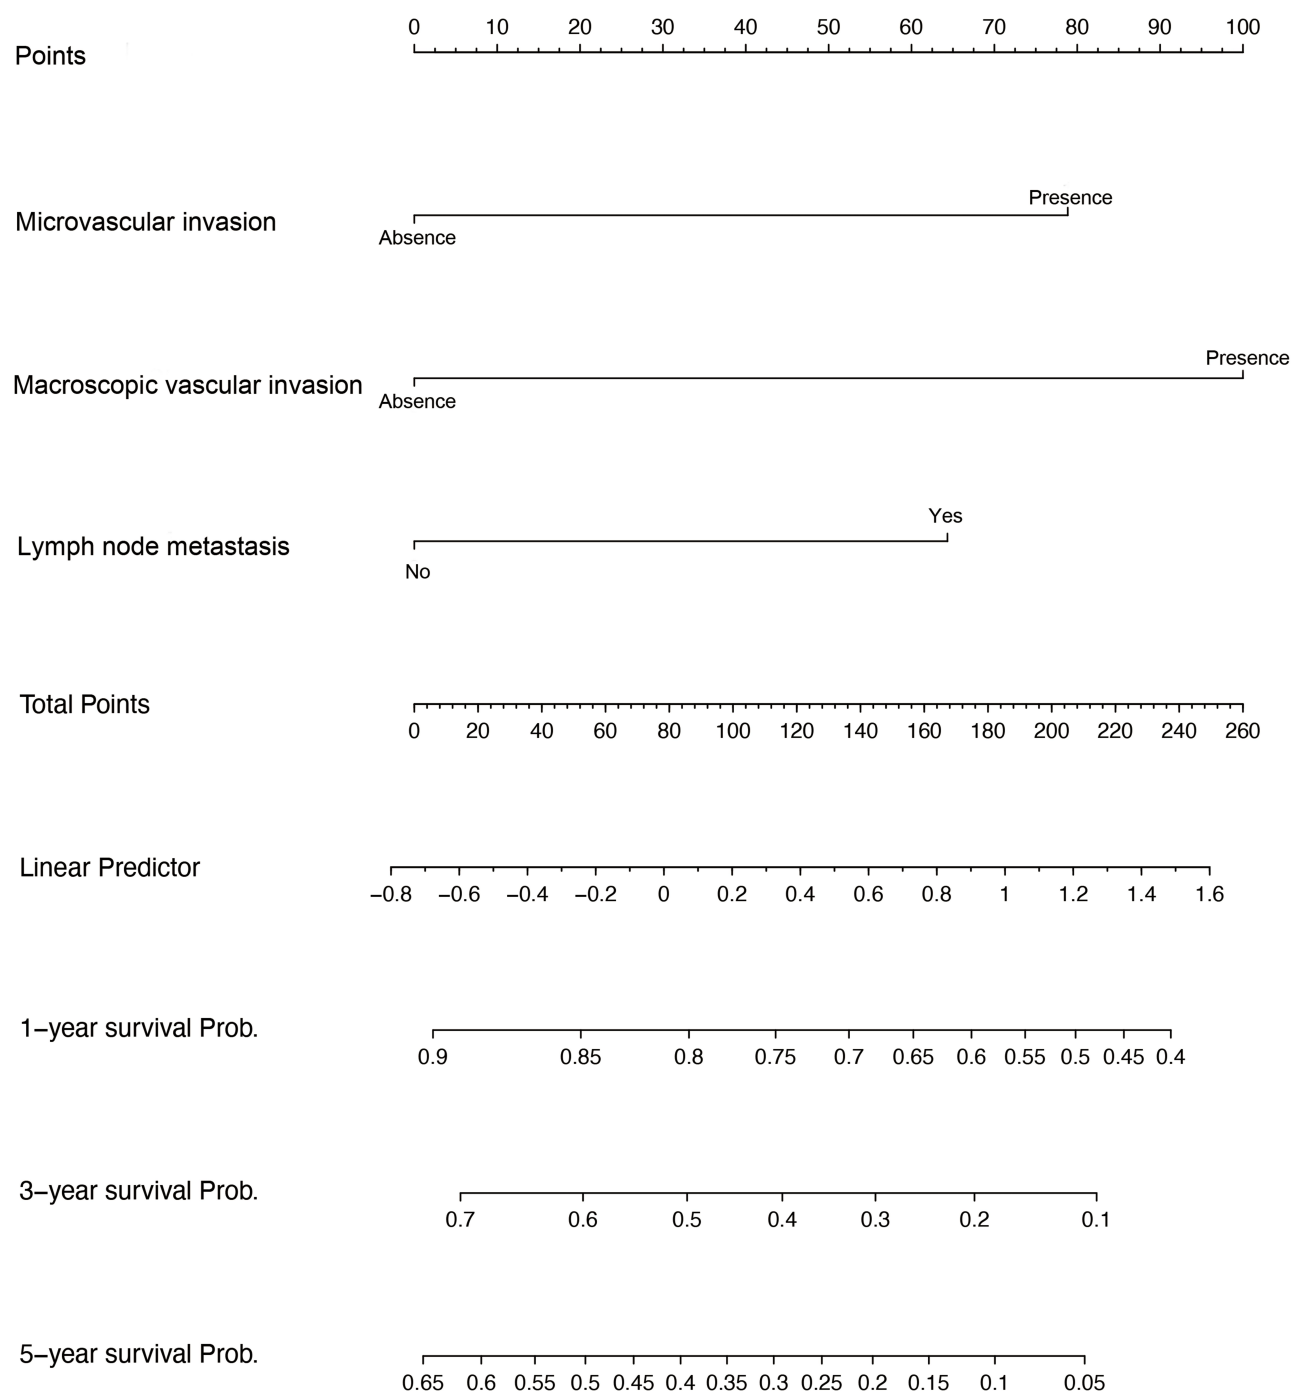 0 10 20 30 40 50 60 70 80 90 100
Points
Presence
Microvascular invasion
Absence
Presence
Macroscopic vascular invasion
Absence
Yes
Lymph node metastasis
No
Total Points
0 20 40 60 80 100 120 140 160 180 200 220 240 260
Linear Predictor
−0.8 −0.6 −0.4 −0.2 0 0.2 0.4 0.6 0.8 1 1.2 1.4 1.6
1−year survival Prob.
0.9 0.85 0.8 0.75 0.7 0.65 0.6 0.55 0.5 0.45 0.4
3−year survival Prob.
0.7 0.6 0.5 0.4 0.3 0.2 0.1
5−year survival Prob.
0.65 0.6 0.55 0.5 0.45 0.4 0.35 0.3 0.25 0.2 0.15 0.1 0.05